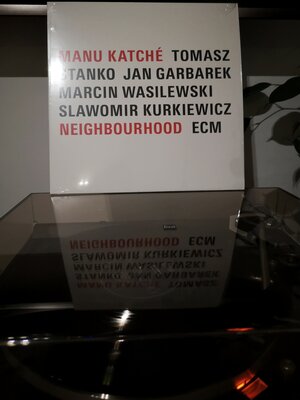 MANU KATCHÉ TOMASZ
STANKO JAN GARBAREK
MARCIN WASILEWSKI
SLAWOMIR KURKIEWICZ
NEIGHBOURHOOD ECM